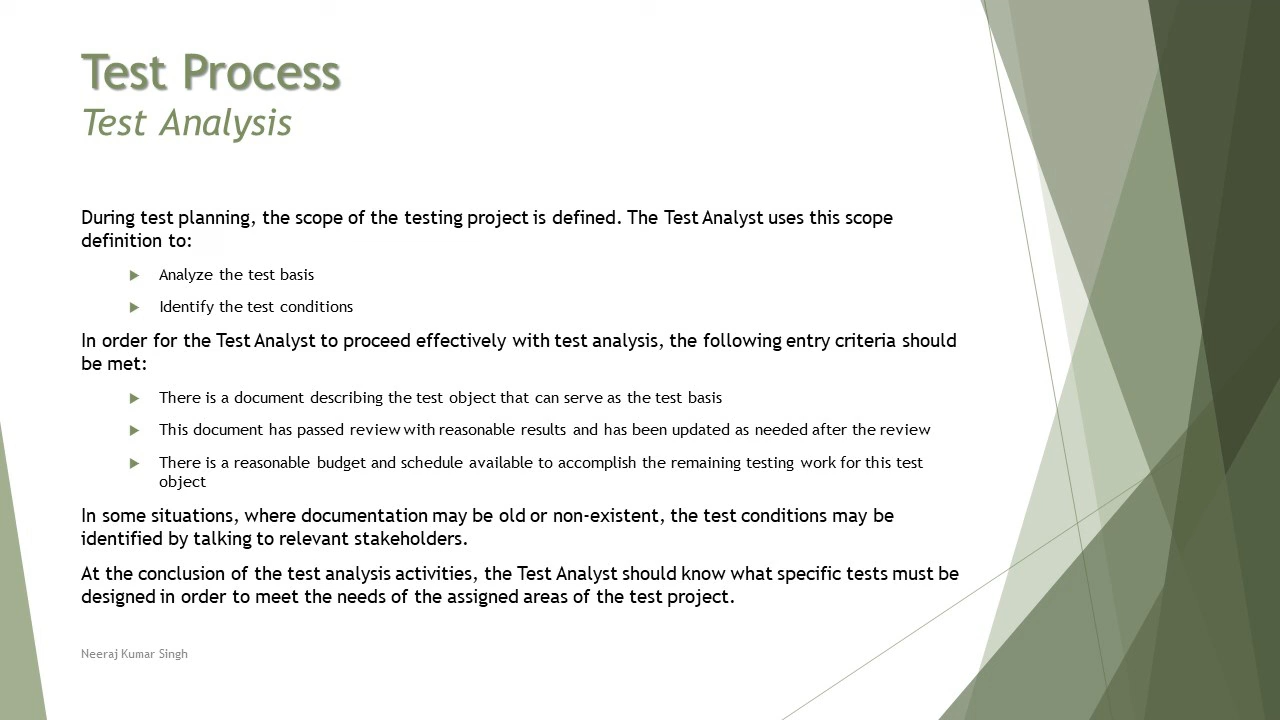 Test Process
Test Analysis
During test planning, the scope of the testing project is defined. The Test Analyst uses this scope
definition to:
Analyze the test basis
Identify the test conditions
In order for the Test Analyst to proceed effectively with test analysis, the following entry criteria should
be met:
There is a document describing the test object that can serve as the test basis
This document has passed review with reasonable results and has been updated as needed after the review
There is a reasonable budget and schedule available to accomplish the remaining testing work for this test
object
In some situations, where documentation may be old or non-existent, the test conditions may be
identified by talking to relevant stakeholders.
At the conclusion of the test analysis activities, the Test Analyst should know what specific tests must be
designed in order to meet the needs of the assigned areas of the test project.
Neeraj Kumar Singh